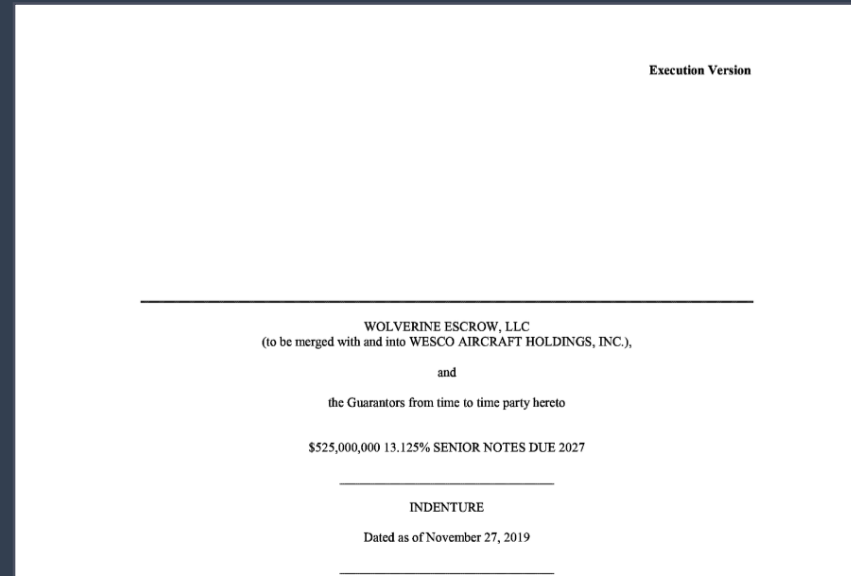 Execution Version
WOLVERINE ESCROW, LLC
(to be merged with and into WESCO AIRCRAFT HOLDINGS, INC.),
and
the Guarantors from time to time party hereto
$525,000,000 13.125% SENIOR NOTES DUE 2027
INDENTURE
Dated as of November 27, 2019